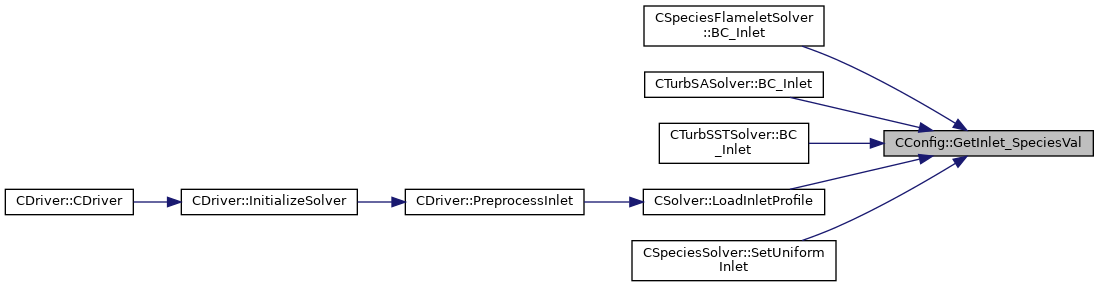 CSpeciesFlameletSolver
::BC_Inlet
CTurbSASolver::BC_Inlet
CTurbSSTSolver::BC
_Inlet
CConfig::GetInlet_SpeciesVal
CDriver::CDriver
CDriver::InitializeSolver
CDriver::PreprocessInlet
CSolver::LoadInletProfile
CSpeciesSolver::SetUniform
Inlet